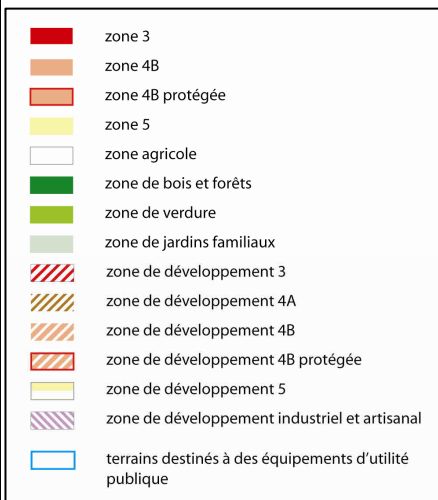 zone 3
zone 4B
zone 4B protégée
zone 5
zone agricole
zone de bois et forêts
zone de verdure
zone de jardins familiaux
zone de développement 3
zone de développement 4A
zone de développement 4B
zone de développement 4B protégée
zone de développement 5
zone de développement industriel et artisanal
terrains destinés à des équipements d'utilité
publique